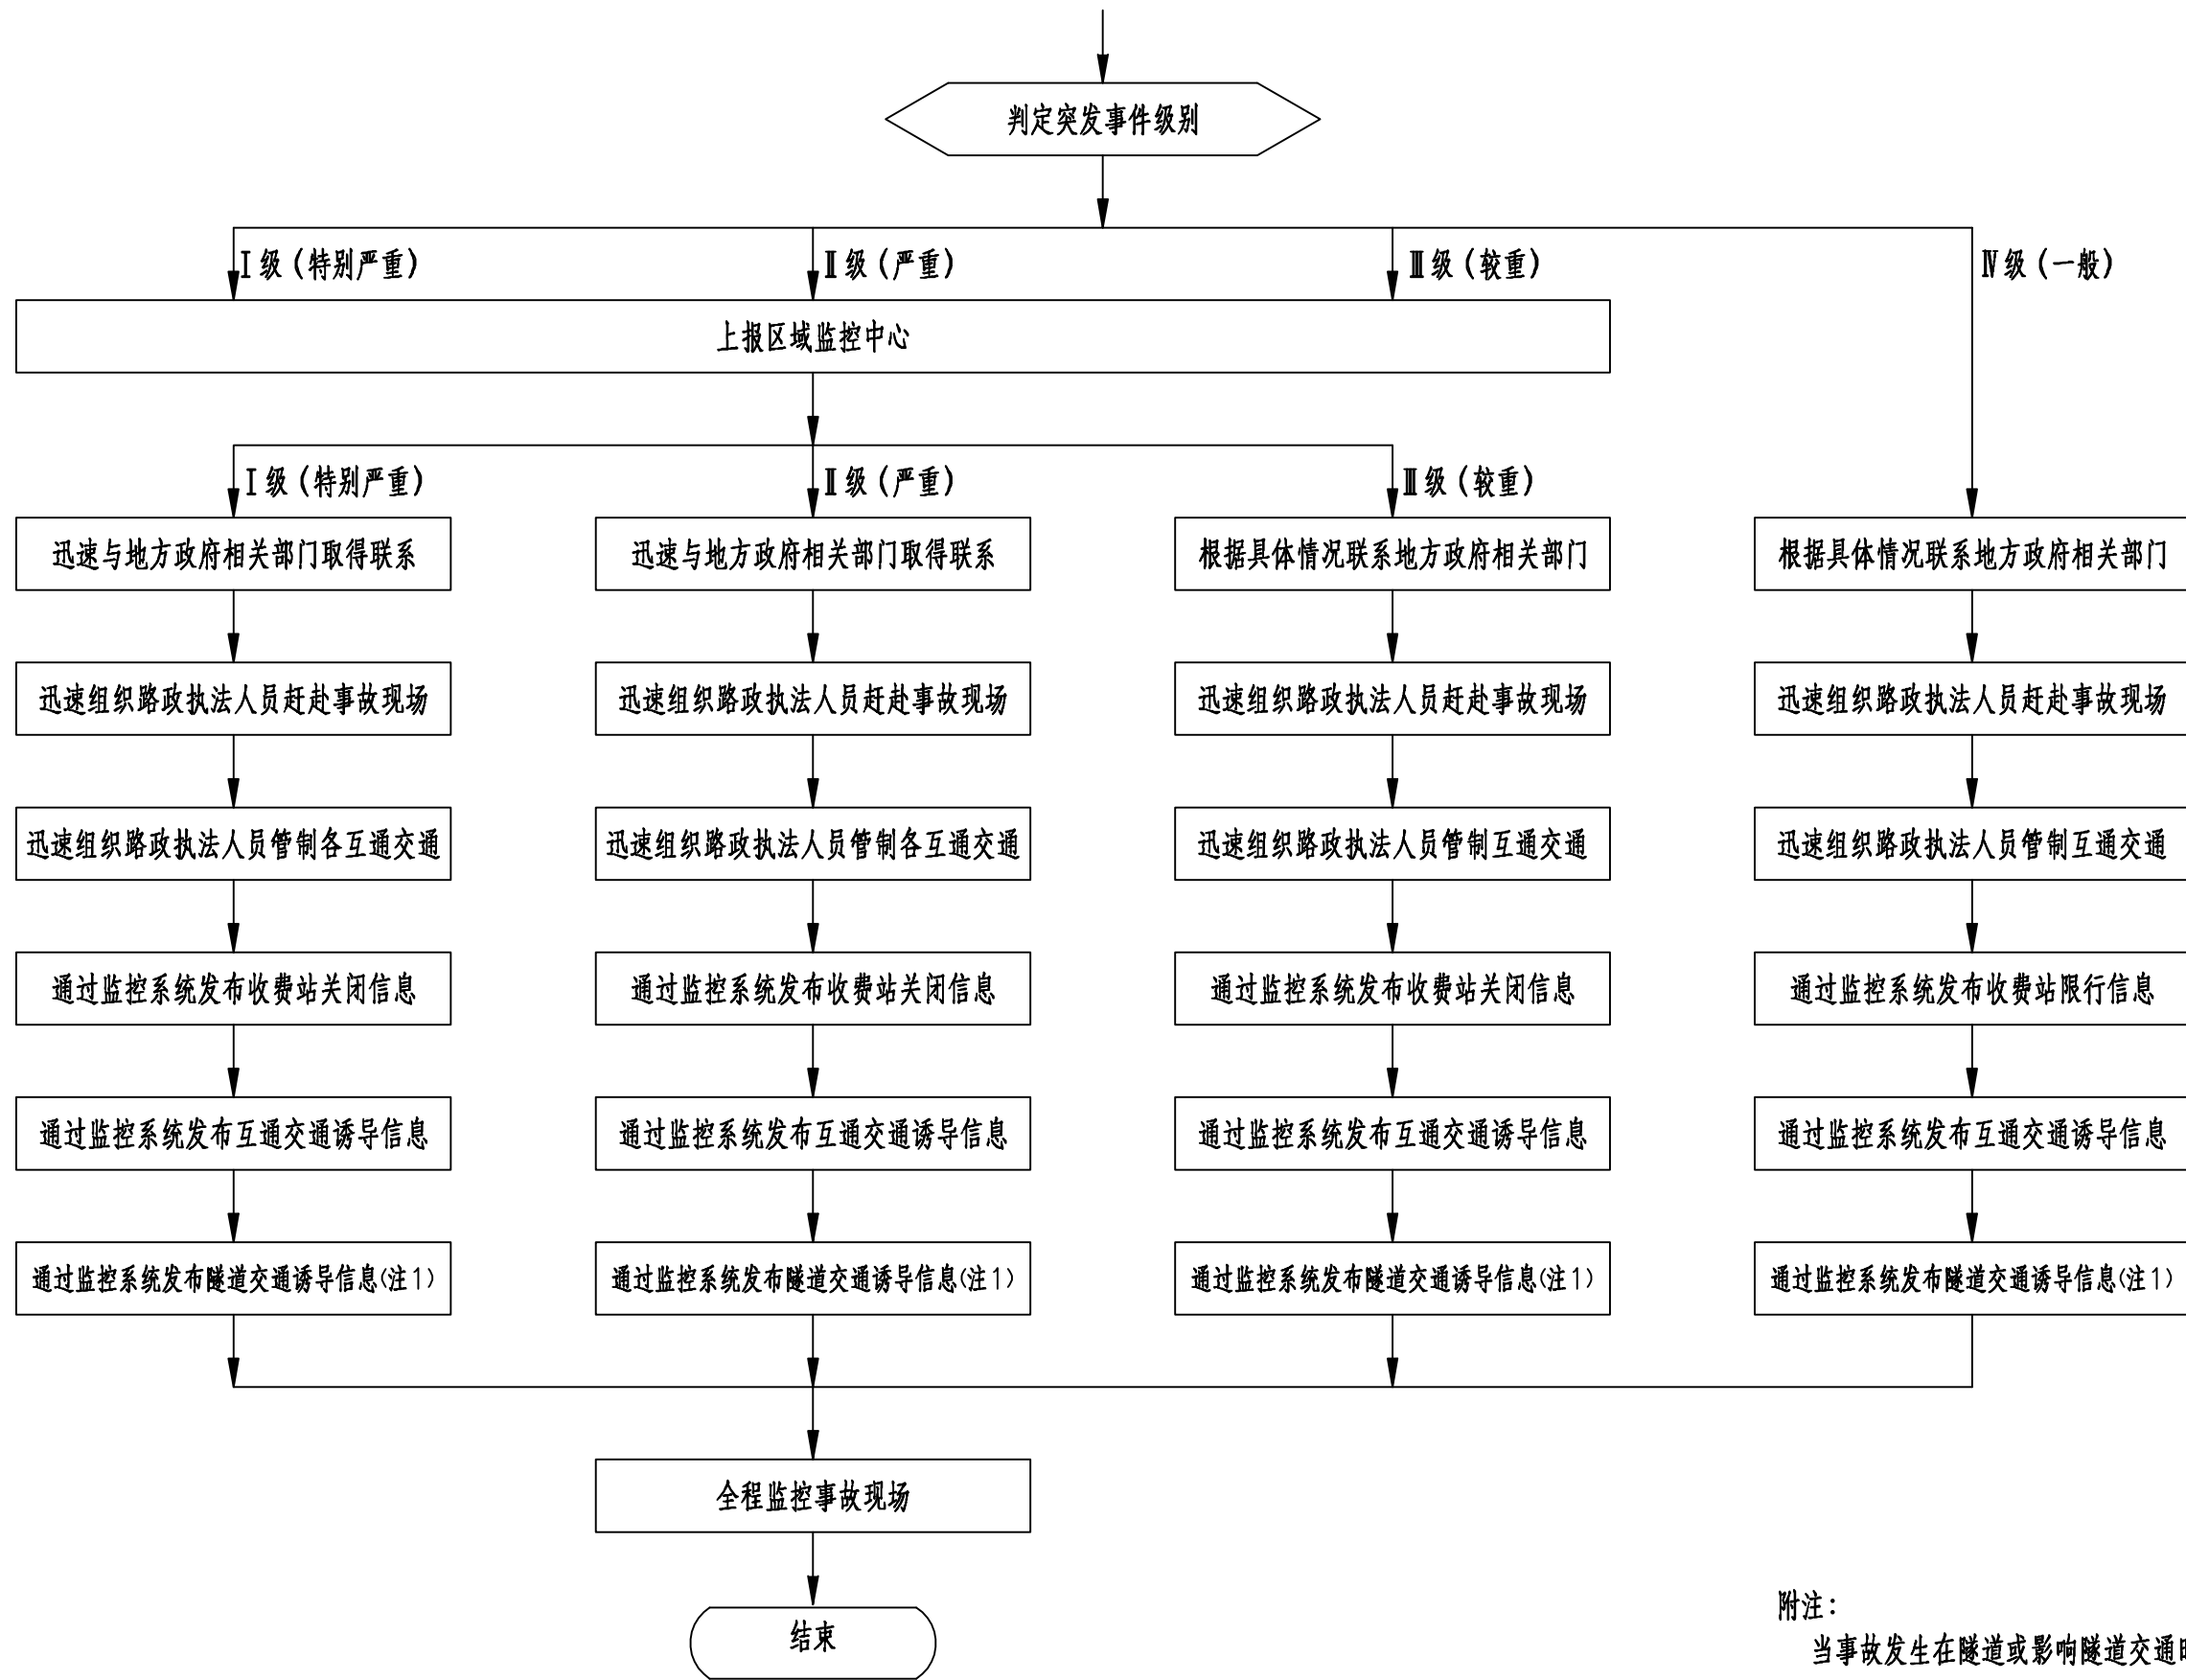 判定突发事件级别
Ⅰ级（特别严重）
Ⅱ级（严重）
Ⅲ级（较重）
Ⅳ级（一般）
上报区域监控中心
Ⅰ级（特别严重）
Ⅱ级（严重）
Ⅲ级（较重）
迅速与地方政府相关部门取得联系
迅速与地方政府相关部门取得联系
根据具体情况联系地方政府相关部门
根据具体情况联系地方政府相关部门
迅速组织路政执法人员赶赴事故现场
迅速组织路政执法人员赶赴事故现场
迅速组织路政执法人员赶赴事故现场
迅速组织路政执法人员赶赴事故现场
迅速组织路政执法人员管制各互通交通
迅速组织路政执法人员管制各互通交通
迅速组织路政执法人员管制互通交通
迅速组织路政执法人员管制互通交通
通过监控系统发布收费站关闭信息
通过监控系统发布收费站关闭信息
通过监控系统发布收费站关闭信息
通过监控系统发布收费站限行信息
通过监控系统发布互通交通诱导信息
通过监控系统发布互通交通诱导信息
通过监控系统发布互通交通诱导信息
通过监控系统发布互通交通诱导信息
通过监控系统发布隧道交通诱导信息(注1)
通过监控系统发布隧道交通诱导信息(注1)
通过监控系统发布隧道交通诱导信息(注1)
通过监控系统发布隧道交通诱导信息(注1)
全程监控事故现场
结束
附注：
当事故发生在隧道或影响隧道交通